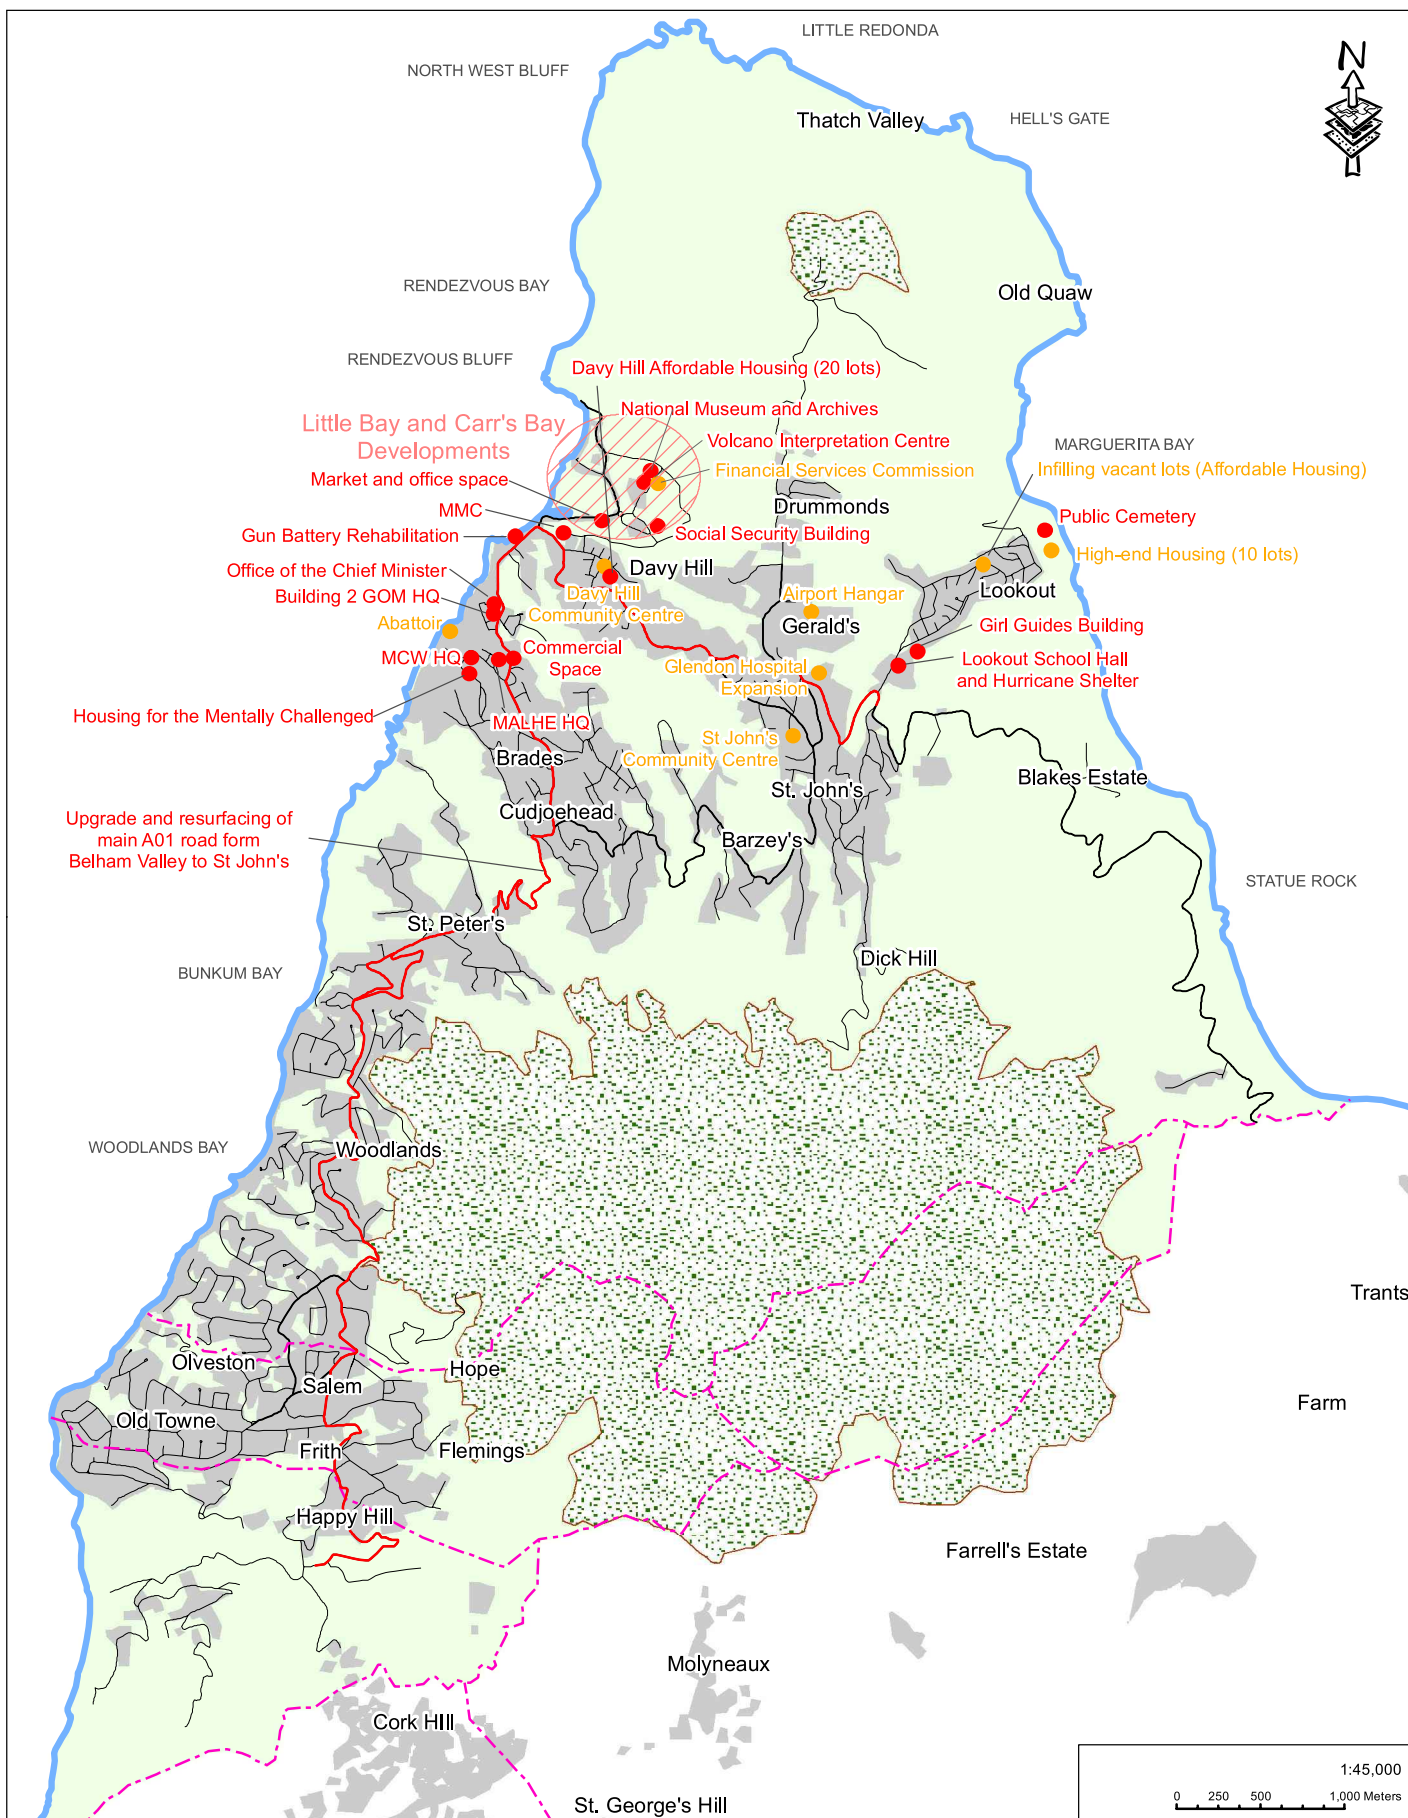 LITTLE REDONDA
N
NORTH WEST BLUFF
Thatch Valley
HELL'S GATE
RENDEZVOUS BAY
Old Quaw
RENDEZVOUS BLUFF
Davy Hill Affordable Housing (20 lots)
National Museum and Archives
Little Bay and Carr's Bay
Developments
Volcano Interpretation Centre
MARGUERITA BAY
Financial Services Commission
Infilling vacant lots (Affordable Housing)
Market and office space
Drummonds
MMC
Public Cemetery
Gun Battery Rehabilitation
Social Security Building
High-end Housing (10 lots)
Office of the Chief Minister
Davy Hill
Lookout
Building 2 GOM HQ
Davy Hill
Community Centre
Airport Hangar
Abattoir
Gerald's
Girl Guides Building
MCW HQ
Commercial
Space
Glendon Hospital
Expansion
Lookout School Hall
and Hurricane Shelter
Housing for the Mentally Challenged
MALHE HQ
St John's
Community Centre
Brades
Blakes Estate
St. John's
Cudjoehead
Upgrade and resurfacing of
main A01 road form
Belham Valley to St John's
Barzey's
STATUE ROCK
St. Peter's
Dick Hill
BUNKUM BAY
WOODLANDS BAY
Woodlands
Trants
Olveston
Hope
Salem
Farm
Old Towne
Frith
Flemings
Happy Hill
Farrell's Estate
Molyneaux
Cork HIll
St. George's Hill
1:45,000
0 250 500 1,000 Meters